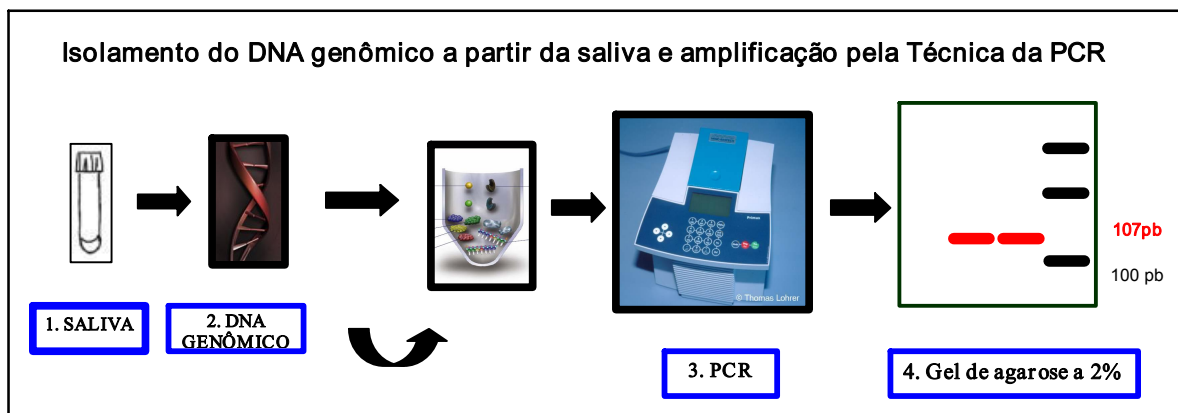 Isolamento do DNA genômico a partir da saliva e amplificação pela Técnica da PCR
107pb
100 pb
© Thomas Lohrer
1. SALIVA
2. DNA
GENÔMICO
3. PCR
4. Gel de agarose a 2%